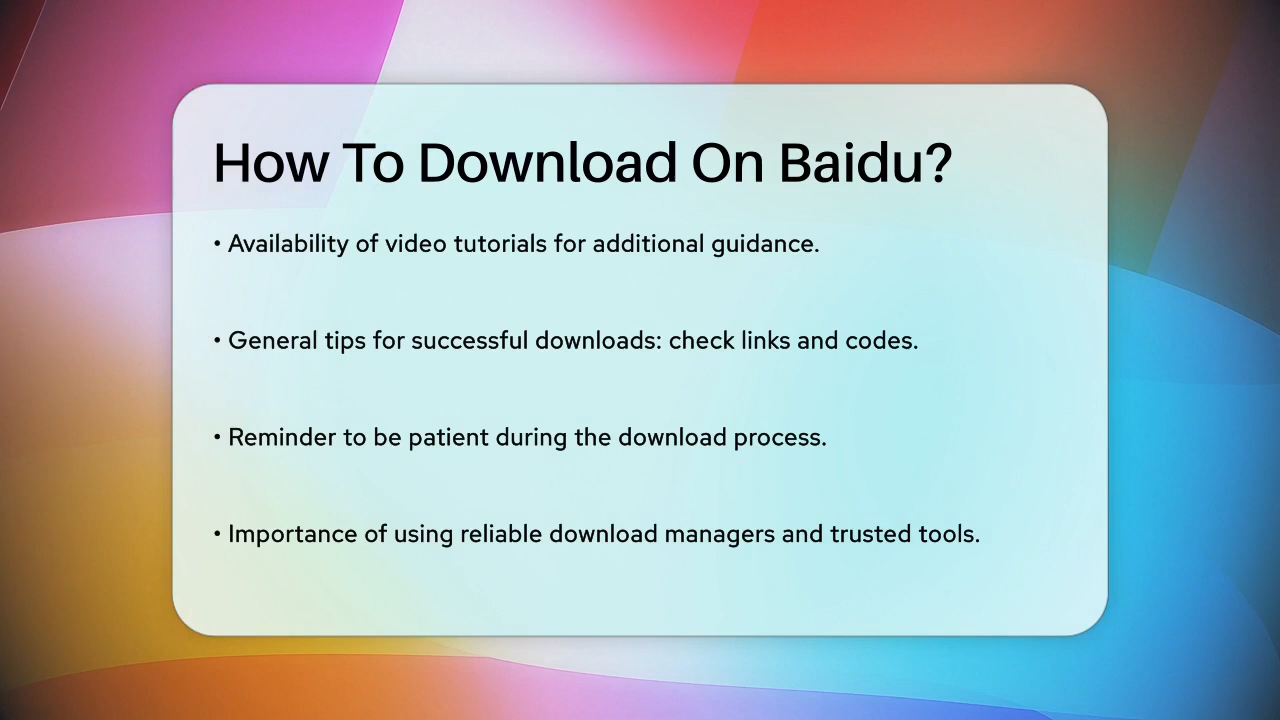 How To Download On Baidu?
• Availability of video tutorials for additional guidance.
• General tips for successful downloads: check links and codes.
• Reminder to be patient during the download process.
• Importance of using reliable download managers and trusted tools.